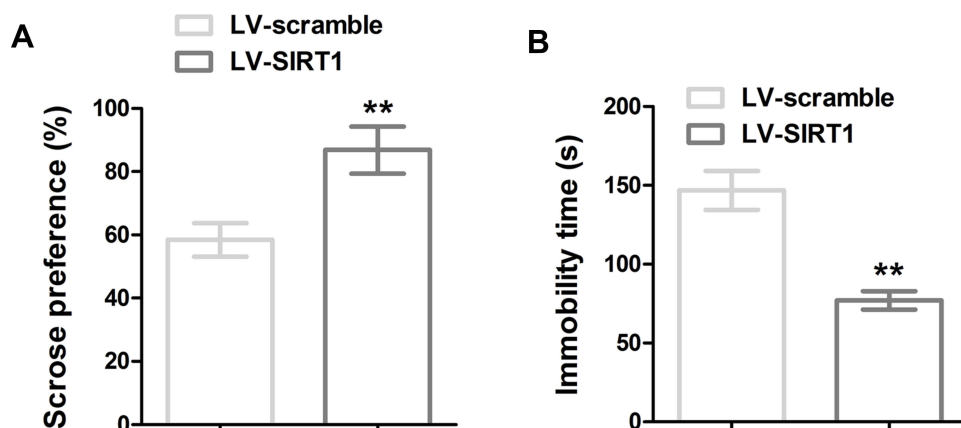 A
LV-scramble
LV-SIRT1
Scrose preference (%)
100
80
60
40
20
0
**
B
LV-scramble
LV-SIRT1
Immobility time (s)
200
150
100
50
0
**